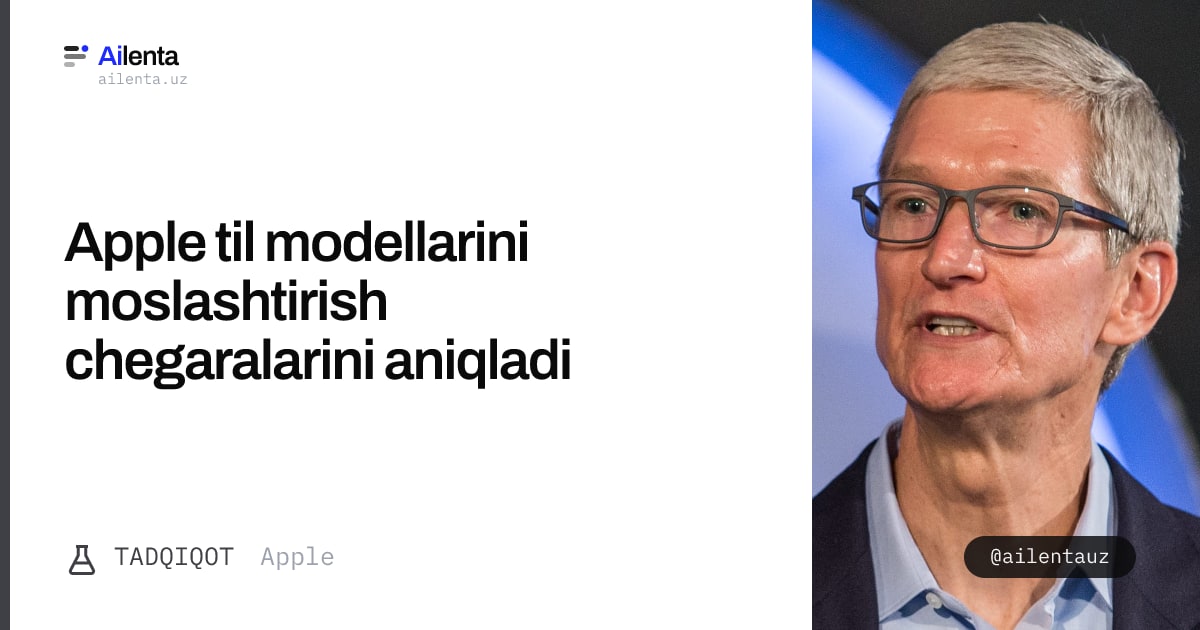 Ailenta
ailenta.uz
Apple til modellarini
moslashtirish
chegaralarini aniqladi
TADQIQOT Apple
@ailentauz